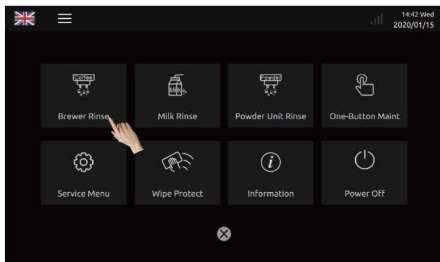 14:42 Wed
2020/01/15
Coffee
Milk
Powder
Brewer Rinse
Milk Rinse
Powder Unit Rinse
One-Button Maint
Service Menu
Wipe Protect
Information
Power Off